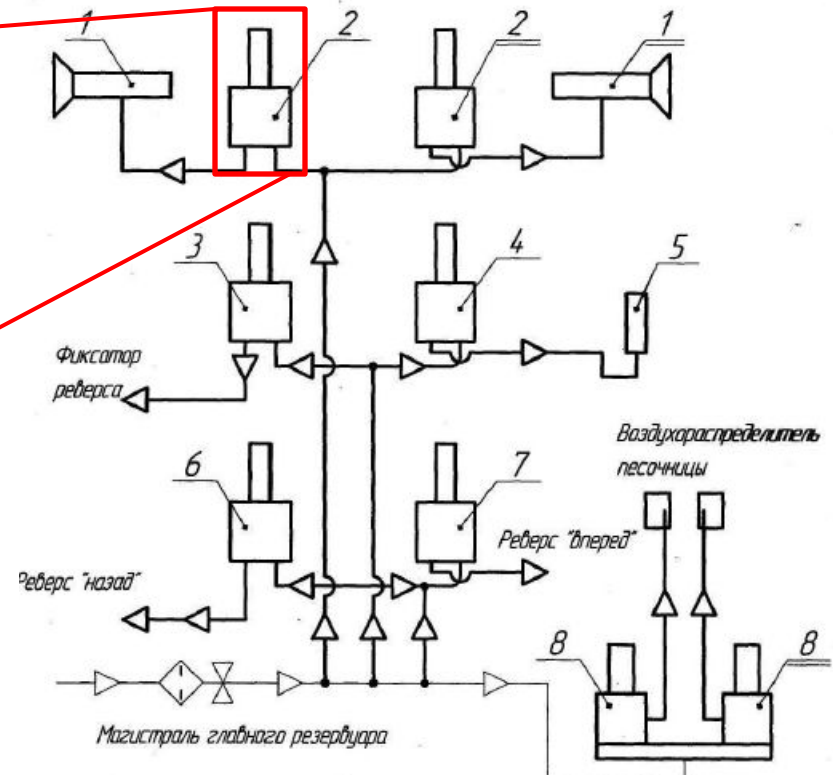 1
2
2
1
3
4
5
Фиксатор
реверса
Воздухораспределитель
песочницы
6
7
Реверс "вперед"
Реверс "назад"
8
8
Магистраль главного резервуара